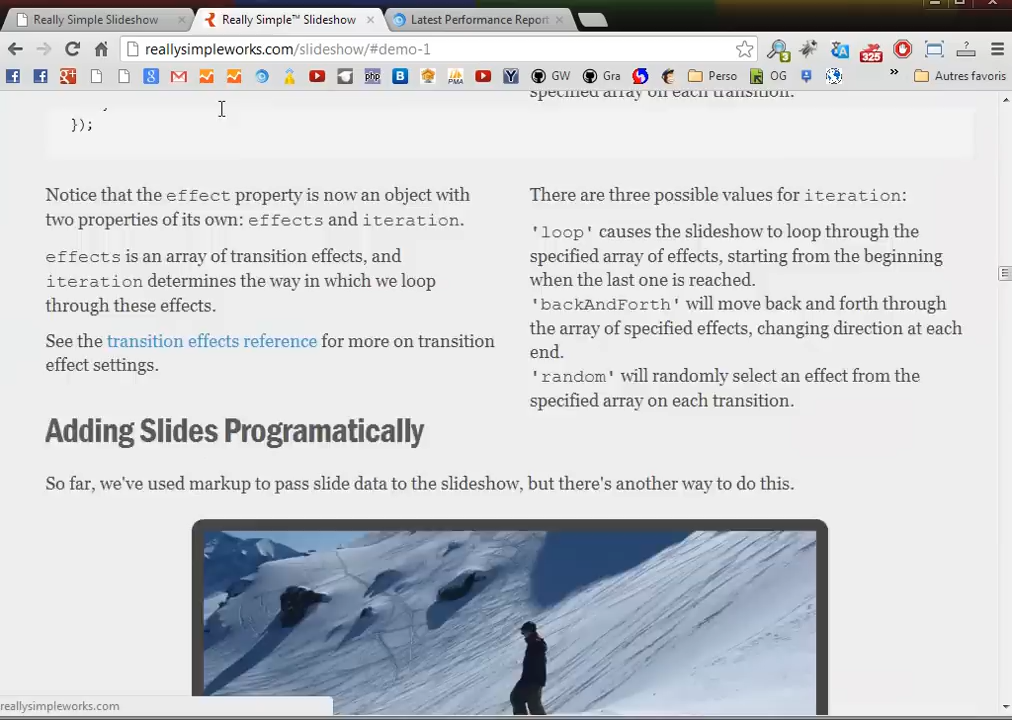 Really Simple Slideshow
Really Simple™ Slideshow
Latest Performance Report
reallysimpleworks.com/slideshow/#demo-1
3
325
GW
Gra
Perso
OG
»
Autres favoris
specified array on each transition.
});
Notice that the effect property is now an object with
two properties of its own: effects and iteration.
effects is an array of transition effects, and
iteration determines the way in which we loop
through these effects.
See the transition effects reference for more on transition
effect settings.
There are three possible values for iteration:
'loop' causes the slideshow to loop through the
specified array of effects, starting from the beginning
when the last one is reached.
'backAndForth' will move back and forth through
the array of specified effects, changing direction at each
end.
'random' will randomly select an effect from the
specified array on each transition.
Adding Slides Programatically
So far, we've used markup to pass slide data to the slideshow, but there's another way to do this.
reallysimpleworks.com